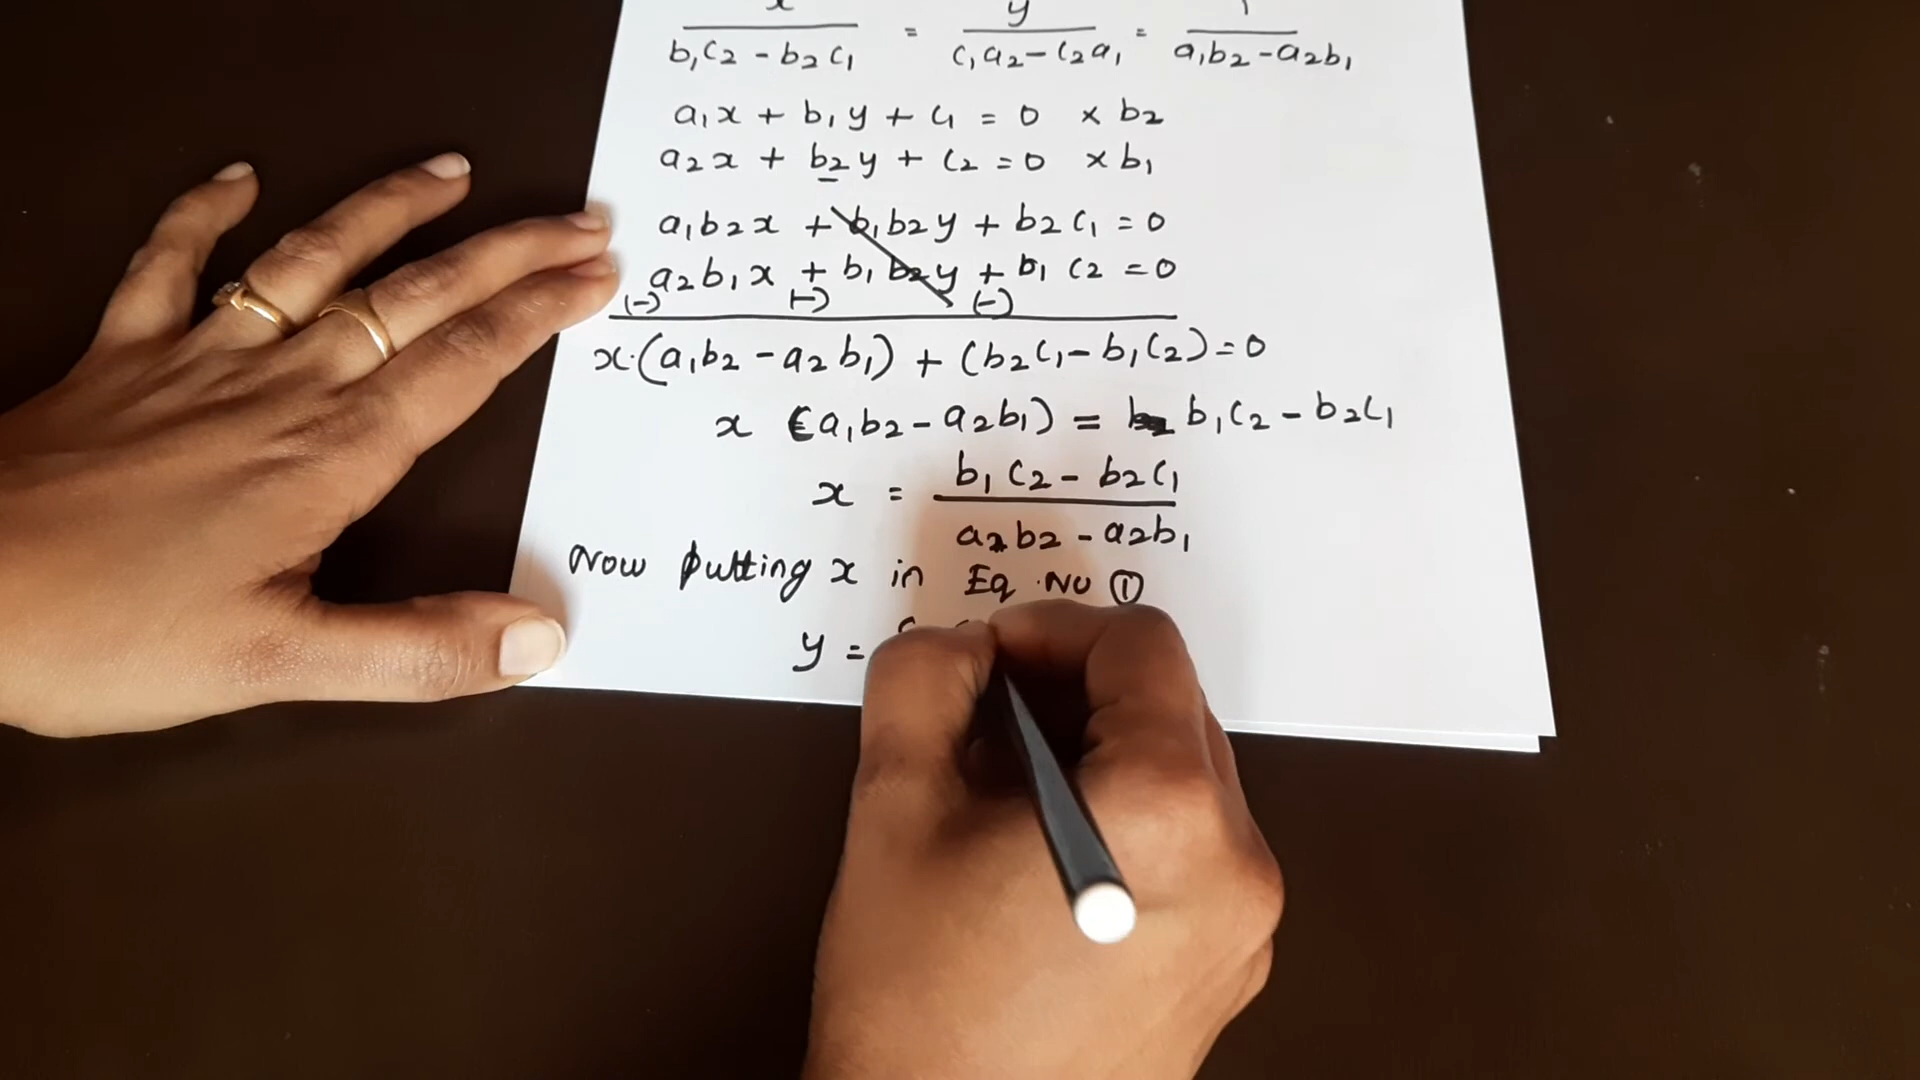 x / b₁c₂ - b₂c₁ = y / c₁a₂ - c₂a₁ = 1 / a₁b₂ - a₂b₁
a₁x + b₁y + c₁ = 0 × b₂
a₂x + b₂y + c₂ = 0 × b₁
a₁b₂x + b₁b₂y + b₂c₁ = 0
a₂b₁x + b₁b₂y + b₁c₂ = 0
(-) (-) (-)
x·(a₁b₂ - a₂b₁) + (b₂c₁ - b₁c₂) = 0
x (a₁b₂ - a₂b₁) = b₁c₂ - b₂c₁
x = b₁c₂ - b₂c₁ / a₂b₂ - a₂b₁
Now putting x in Eq. No ①
y =